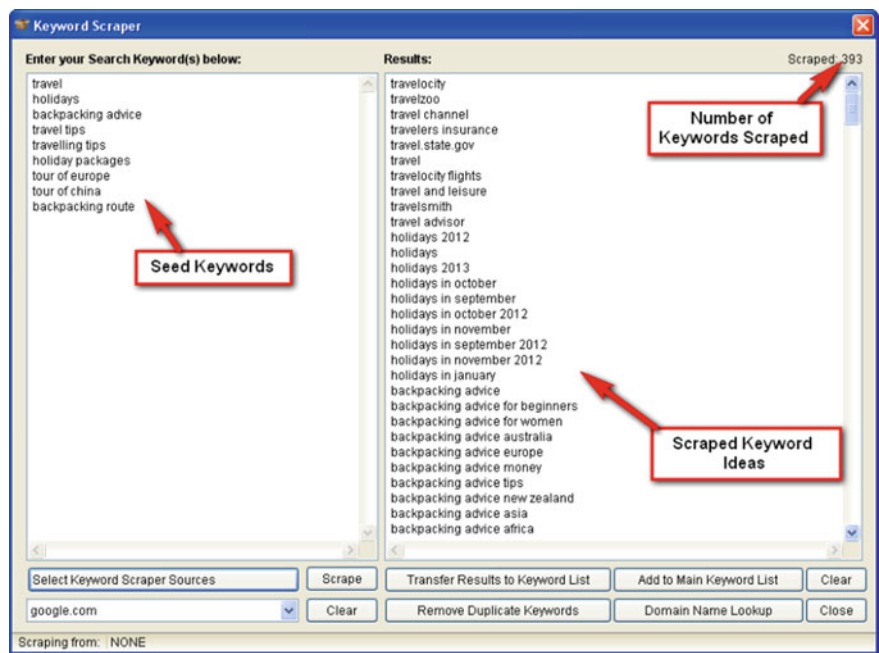 Keyword Scraper
Enter your Search Keyword(s) below:
travel
holidays
backpacking advice
travel tips
travelling tips
holiday packages
tour of europe
tour of china
backpacking route
Seed Keywords
Results:
Scraped: 393
travelocity
travelzoo
travel channel
travelers insurance
travel.state.gov
travel
travelocity flights
travel and leisure
travelsmith
travel advisor
holidays 2012
holidays
holidays 2013
holidays in october
holidays in september
holidays in october 2012
holidays in november
holidays in september 2012
holidays in november 2012
holidays in january
backpacking advice
backpacking advice for beginners
backpacking advice for women
backpacking advice australia
backpacking advice europe
backpacking advice money
backpacking advice tips
backpacking advice new zealand
backpacking advice asia
backpacking advice africa
Number of
Keywords Scraped
Scraped Keyword
Ideas
Select Keyword Scraper Sources
Scrape
Transfer Results to Keyword List
Add to Main Keyword List
Clear
google.com
Clear
Remove Duplicate Keywords
Domain Name Lookup
Close
Scraping from: NONE